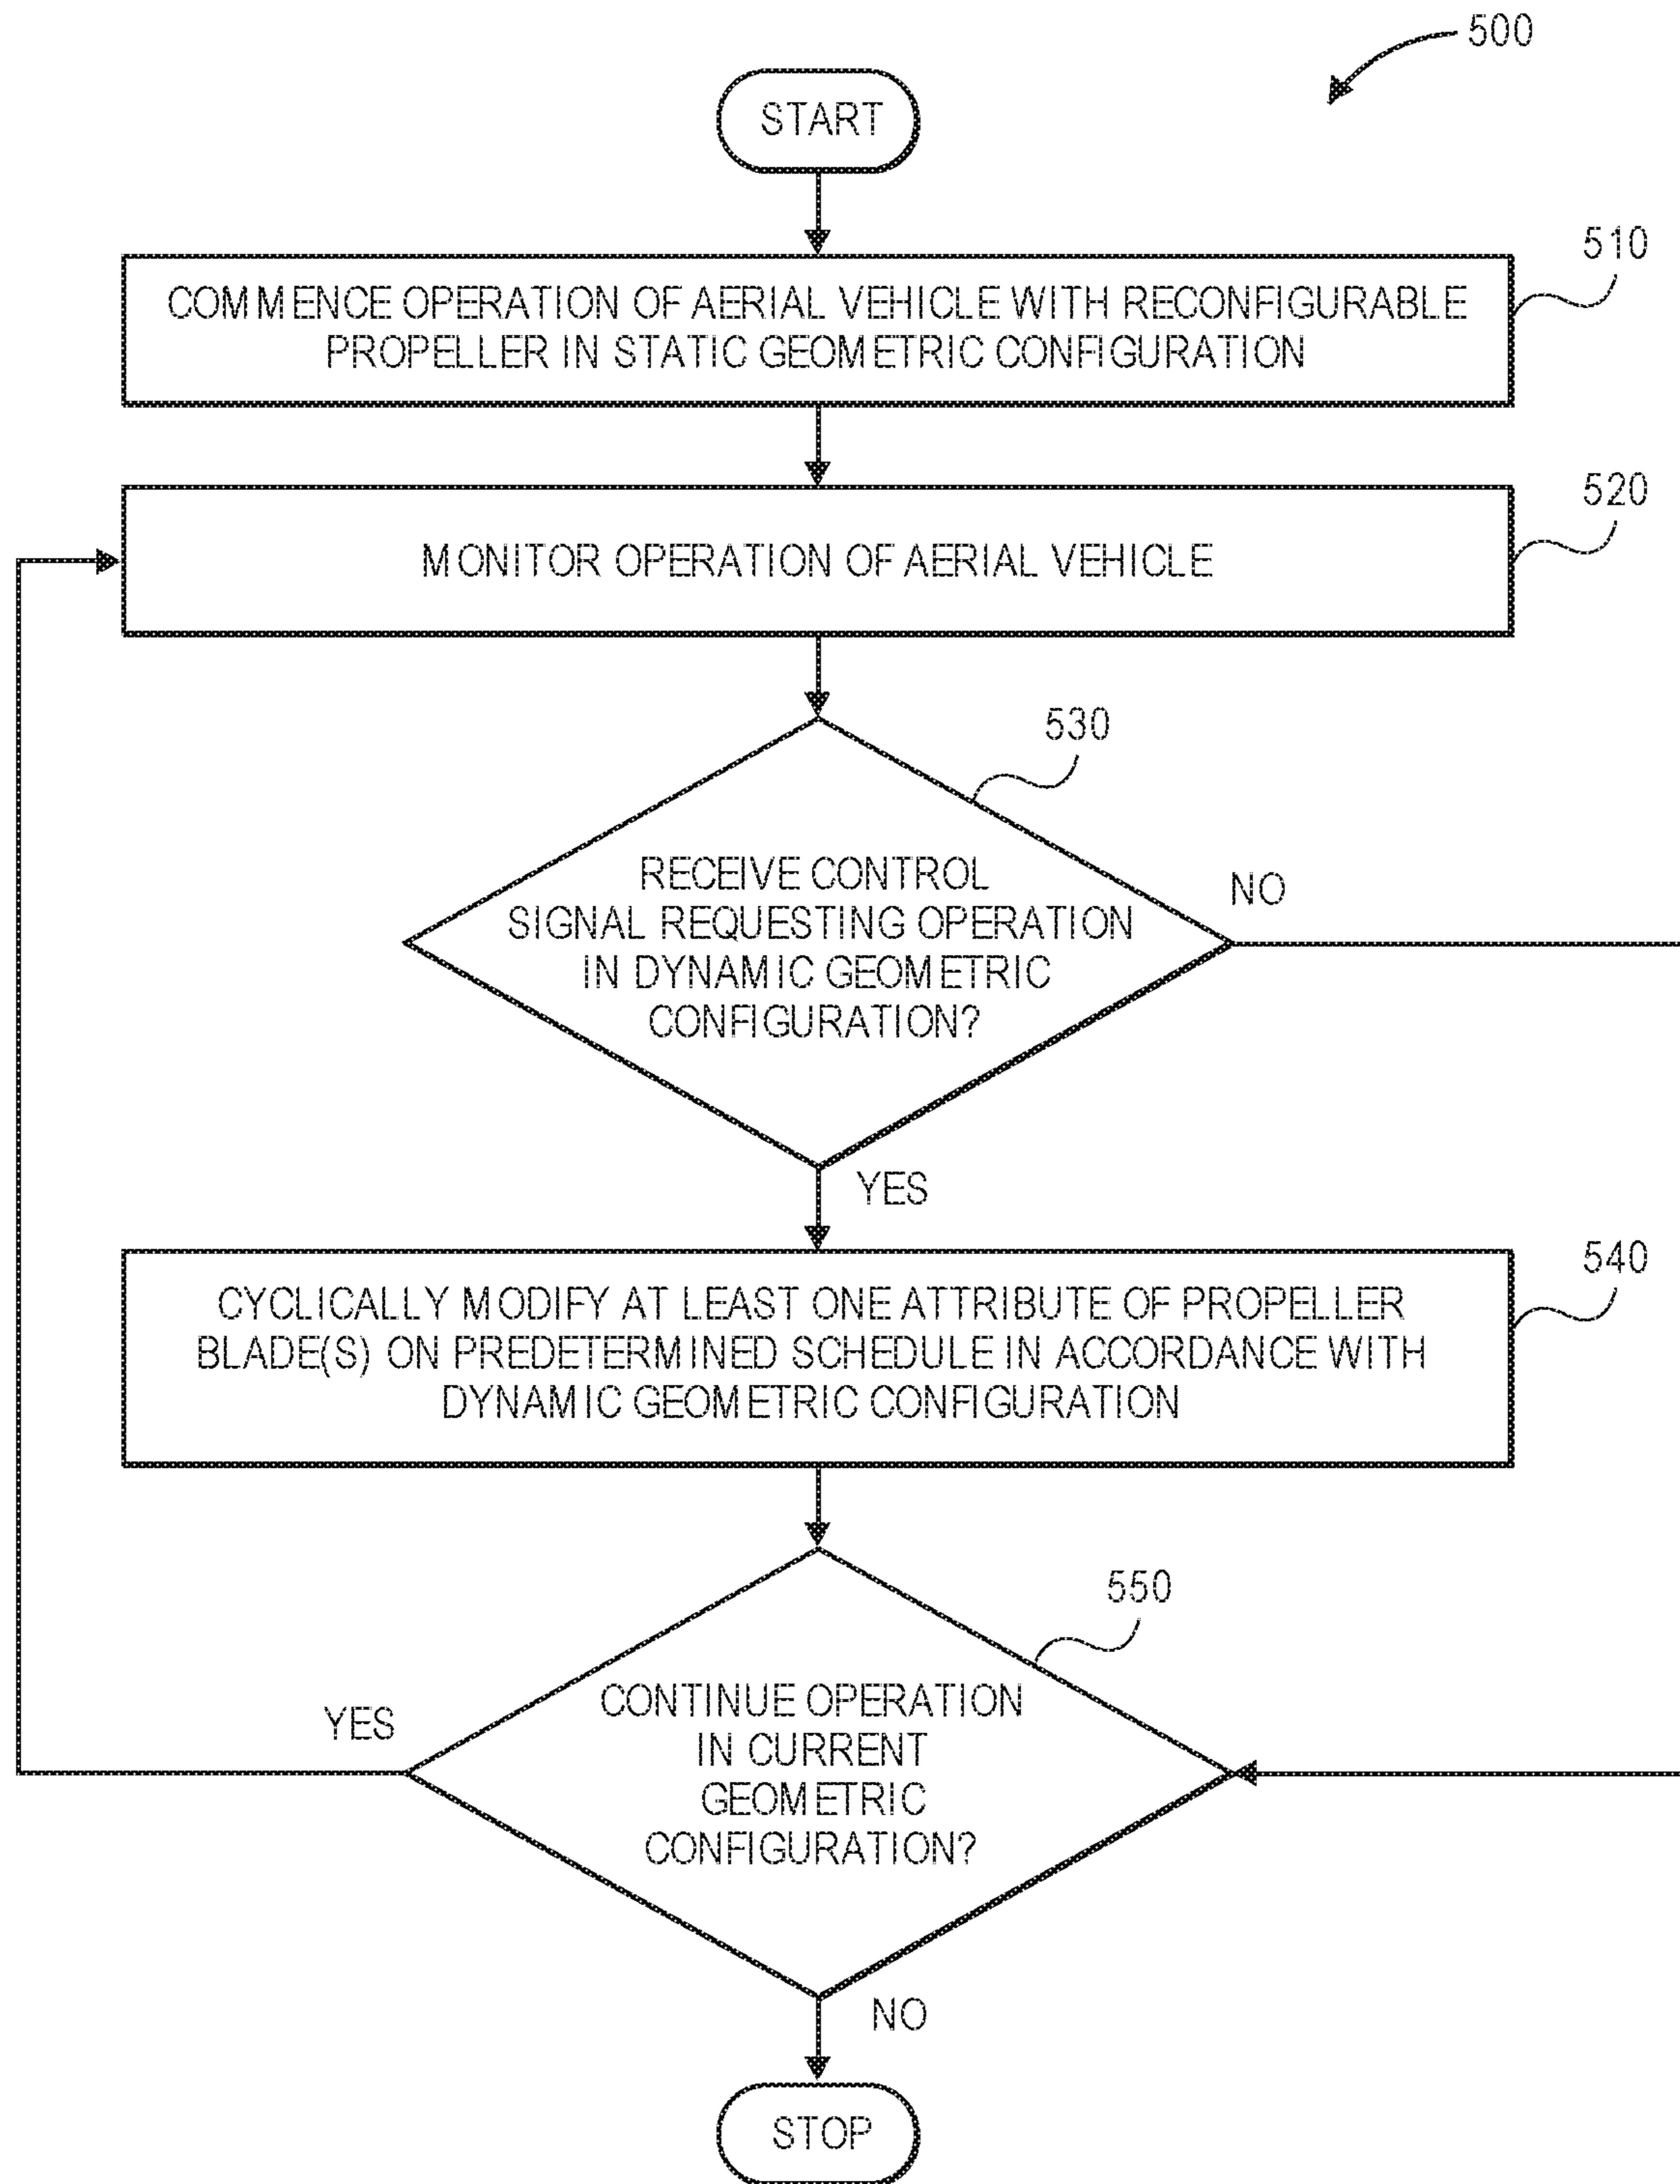 500
START
510
COMMENCE OPERATION OF AERIAL VEHICLE WITH RECONFIGURABLE
PROPELLER IN STATIC GEOMETRIC CONFIGURATION
520
MONITOR OPERATION OF AERIAL VEHICLE
530
RECEIVE CONTROL
SIGNAL REQUESTING OPERATION
IN DYNAMIC GEOMETRIC
CONFIGURATION?
NO
YES
540
CYCLICALLY MODIFY AT LEAST ONE ATTRIBUTE OF PROPELLER
BLADE(S) ON PREDETERMINED SCHEDULE IN ACCORDANCE WITH
DYNAMIC GEOMETRIC CONFIGURATION
550
CONTINUE OPERATION
IN CURRENT
GEOMETRIC
CONFIGURATION?
YES
NO
STOP